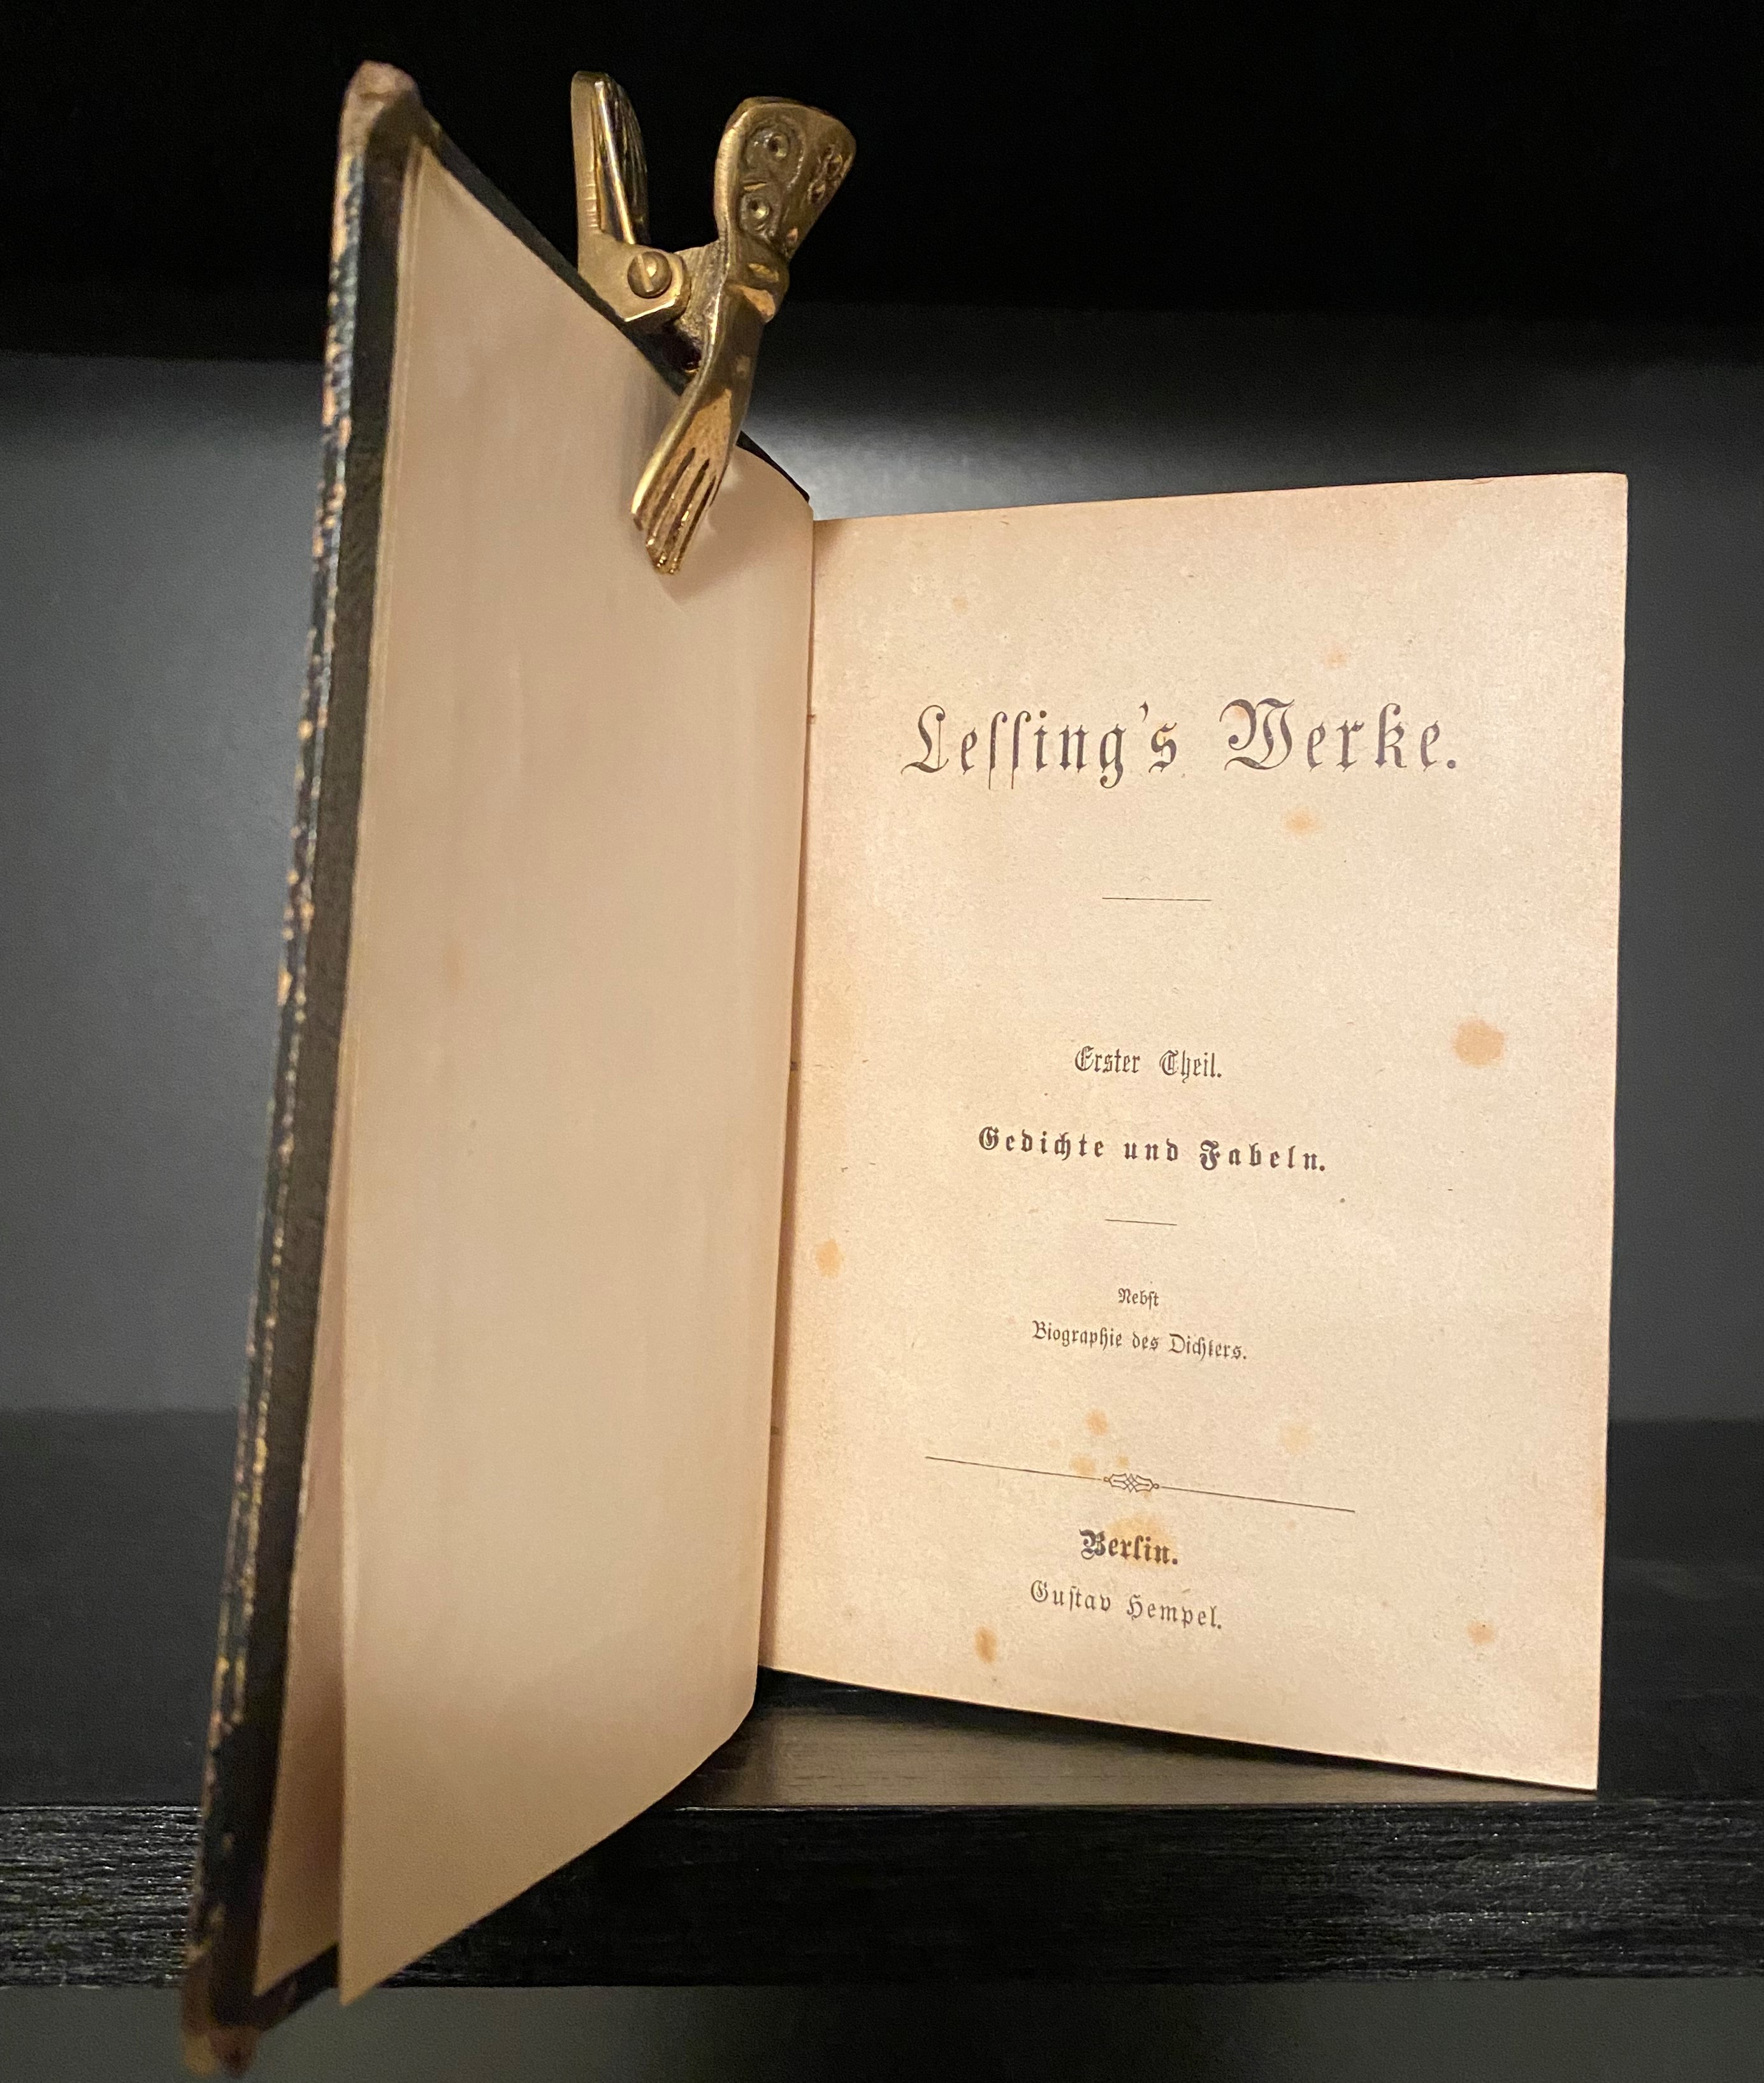 Leſſing's Werke.
Erster Theil.
Gedichte und Fabeln.
Nebſt
Biographie des Dichters.
Berlin.
Guſtav Hempel.